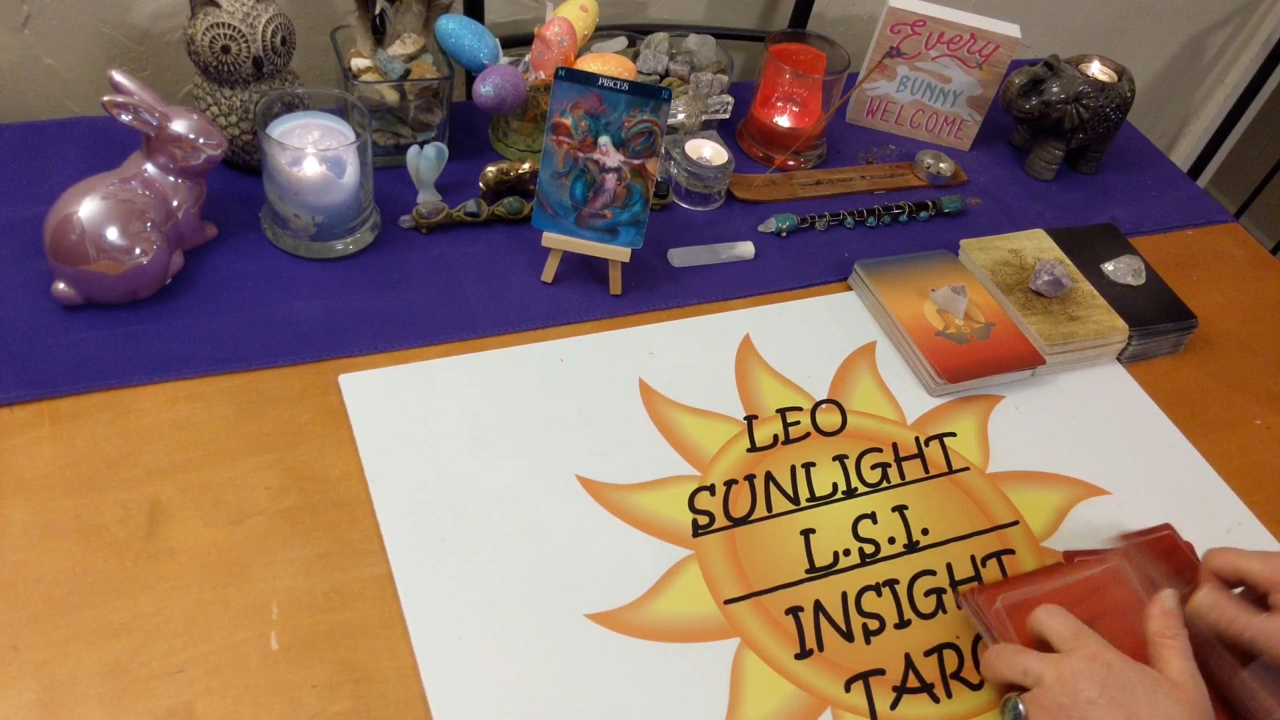 PISCES
Every
BUNNY
WELCOME
LEO
SUNLIGHT
L.S.I.
INSIGHT